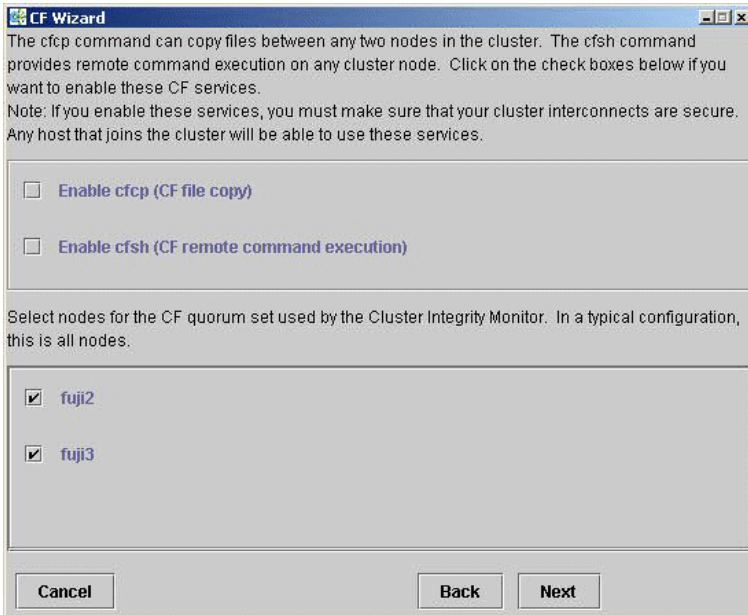 CF Wizard
The cfcp command can copy files between any two nodes in the cluster. The cfsh command
provides remote command execution on any cluster node. Click on the check boxes below if you
want to enable these CF services.
Note: If you enable these services, you must make sure that your cluster interconnects are secure.
Any host that joins the cluster will be able to use these services.
Enable cfcp (CF file copy)
Enable cfsh (CF remote command execution)
Select nodes for the CF quorum set used by the Cluster Integrity Monitor. In a typical configuration,
this is all nodes.
fuji2
fuji3
Cancel Back Next